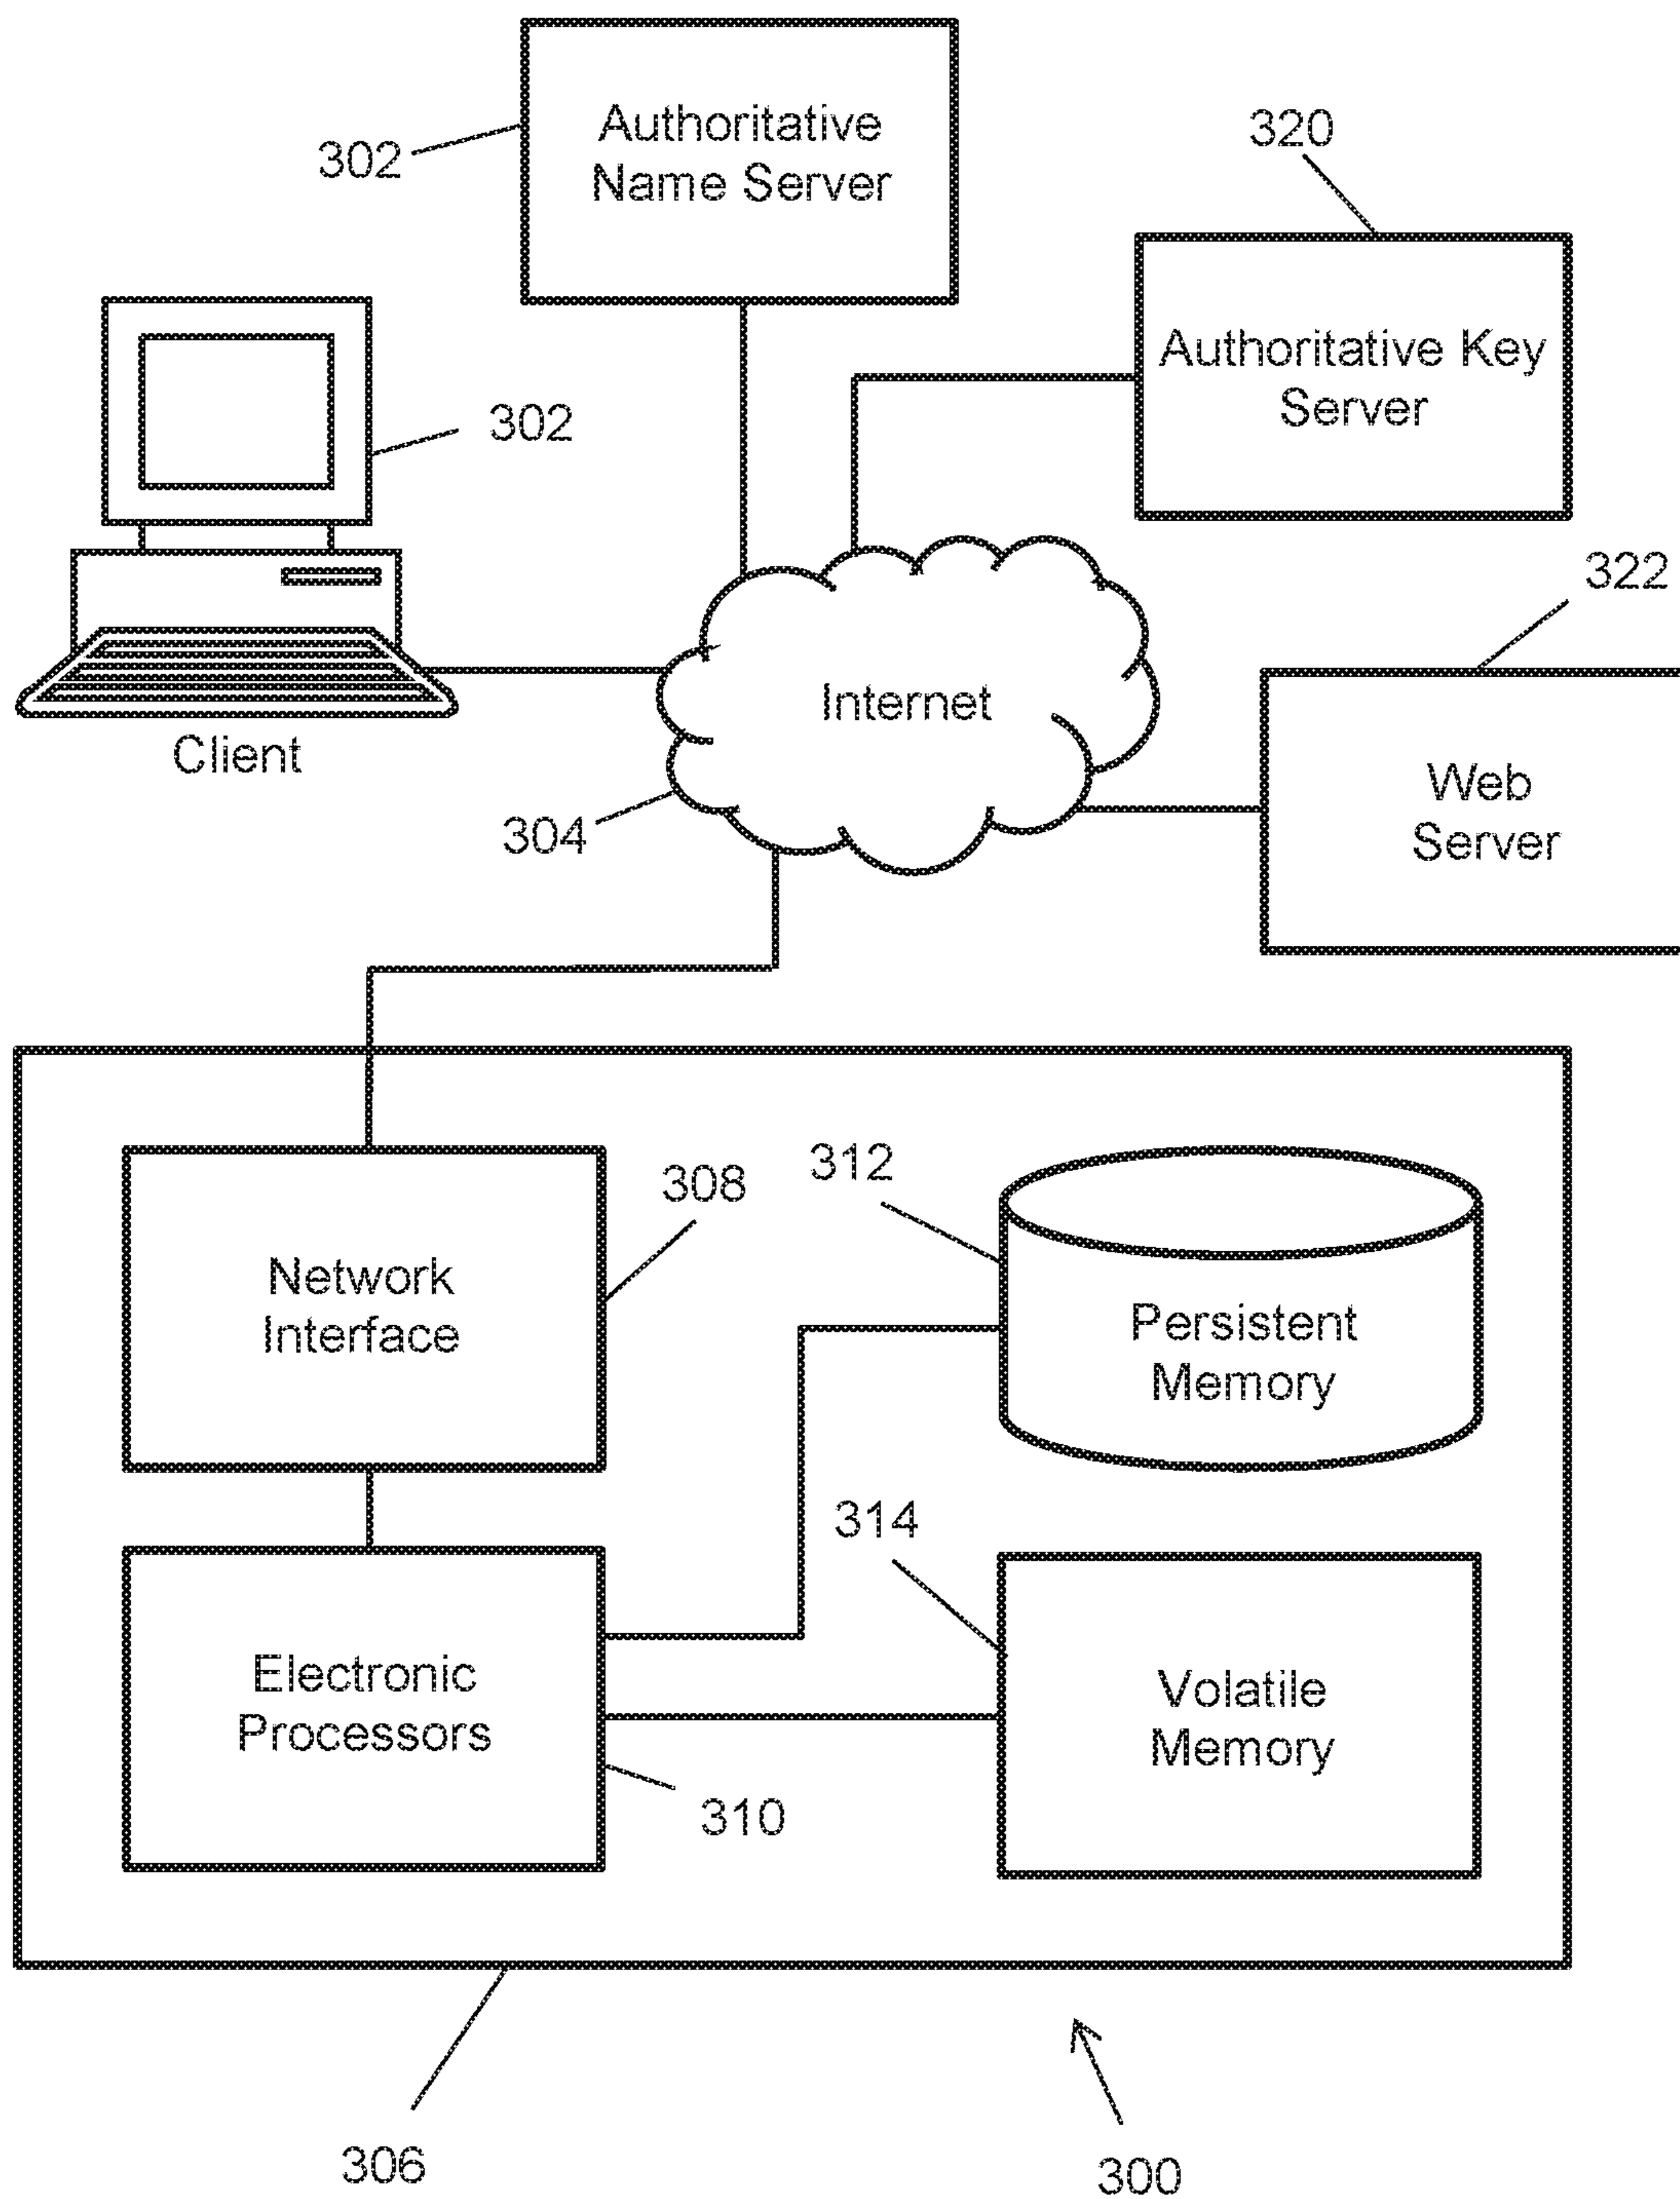 Authoritative
Name Server
302
320
Authoritative Key
Server
302
322
Client
Internet
304
Web
Server
Network
Interface
308
312
Persistent
Memory
314
Electronic
Processors
310
Volatile
Memory
306
300